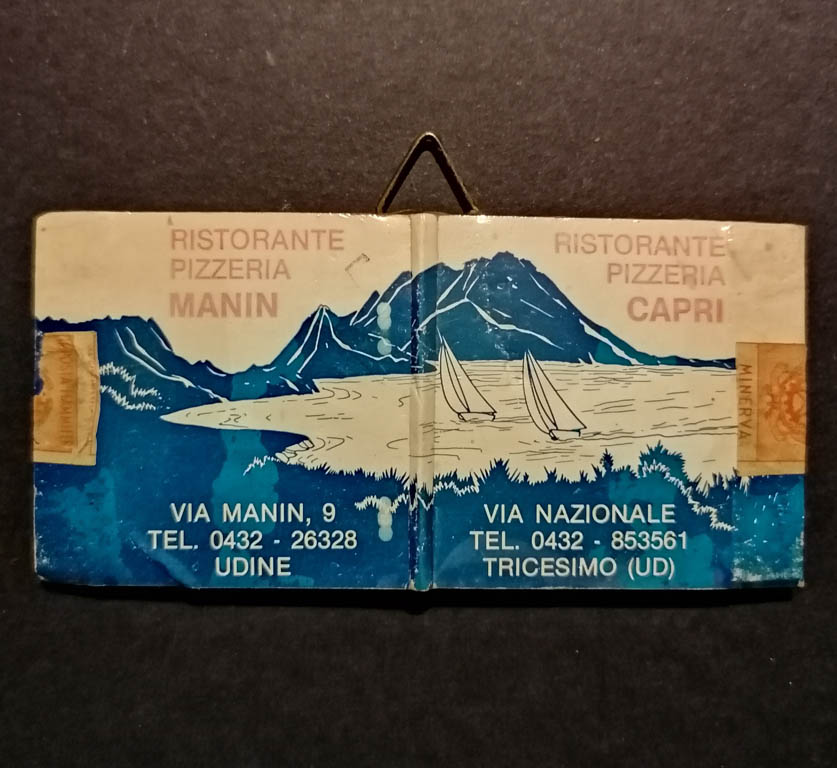 RISTORANTE
PIZZERIA
MANIN
VIA MANIN, 9
TEL. 0432 - 26328
UDINE
RISTORANTE
PIZZERIA
CAPRI
VIA NAZIONALE
TEL. 0432 - 853561
TRICESIMO (UD)
MINERVA